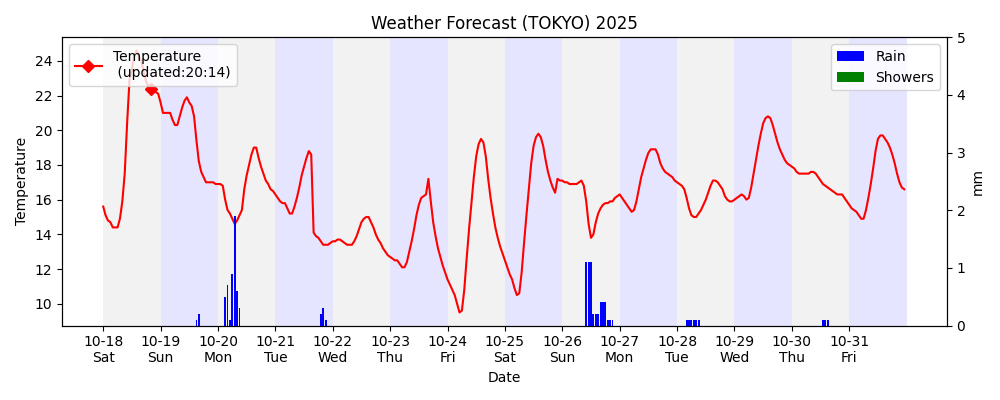 Weather Forecast (TOKYO) 2025
Temperature
(updated:20:14)
Rain
Showers
24
22
20
18
16
14
12
10
Temperature
5
4
3
2
1
0
mm
10-18 10-19 10-20 10-21 10-22 10-23 10-24 10-25 10-26 10-27 10-28 10-29 10-30 10-31
Sat Sun Mon Tue Wed Thu Fri Sat Sun Mon Tue Wed Thu Fri
Date